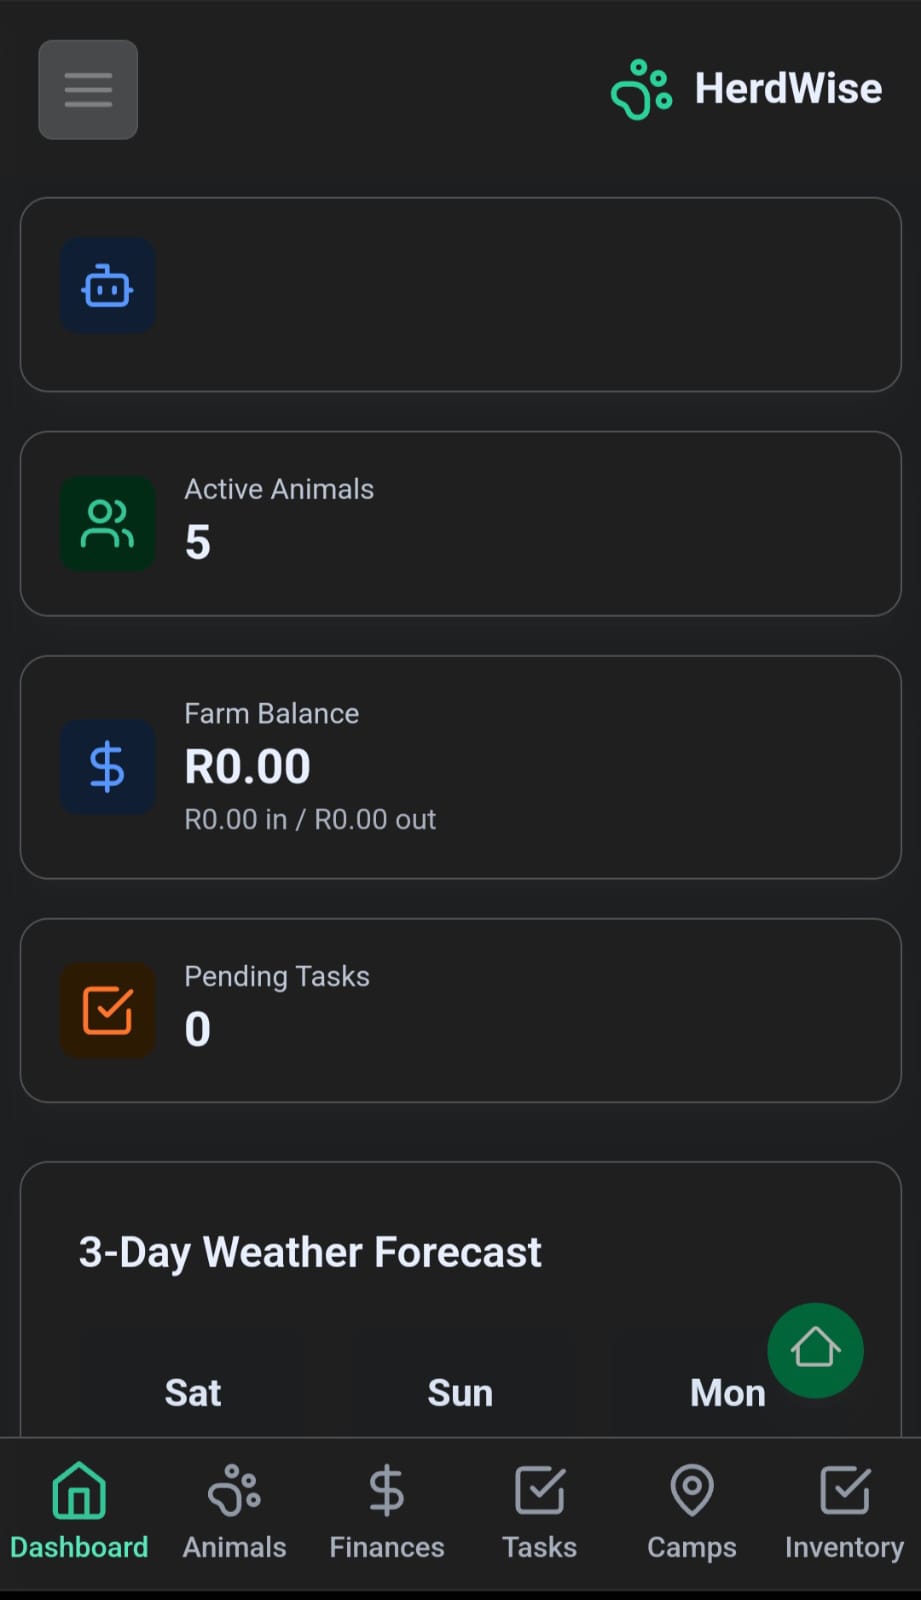 HerdWise
Active Animals
5
Farm Balance
R0.00
R0.00 in / R0.00 out
Pending Tasks
0
3-Day Weather Forecast
Sat Sun Mon
Dashboard Animals Finances Tasks Camps Inventory